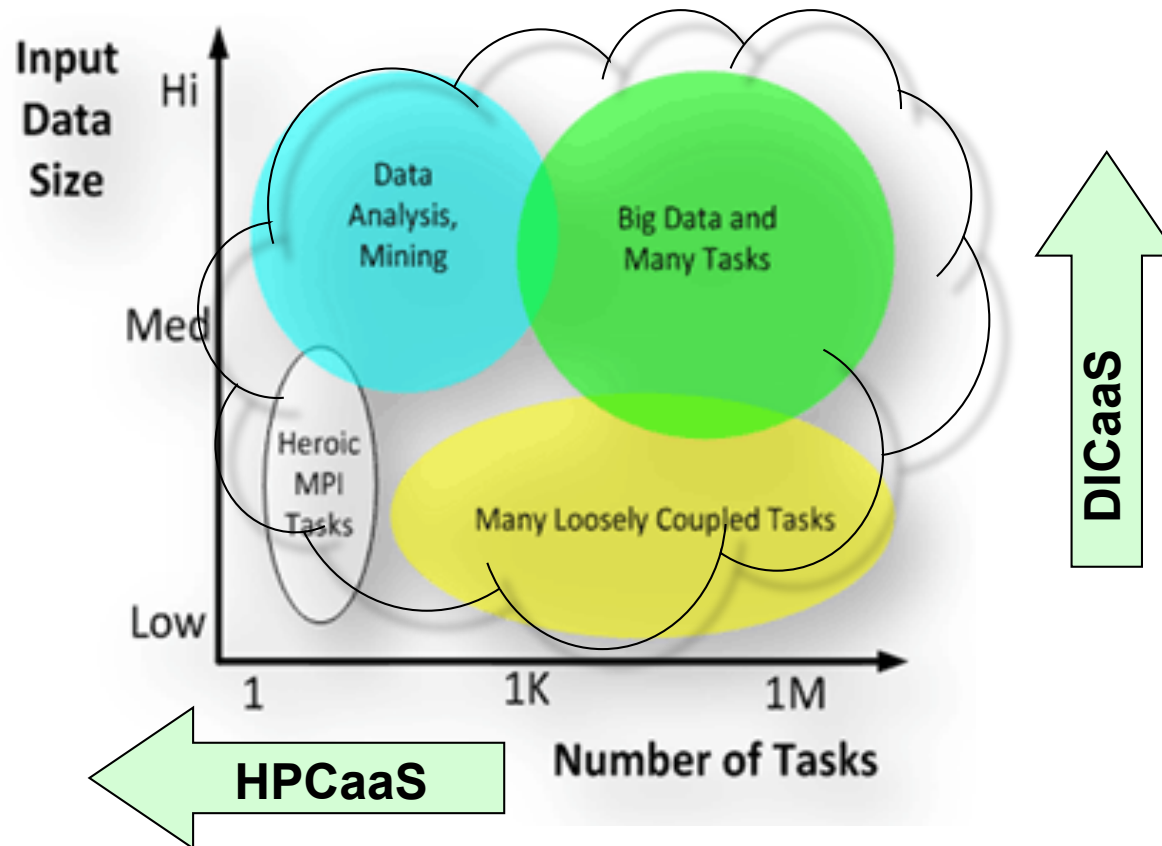 Input
Data
Size
Hi
Med
Low
Data
Analysis,
Mining
Big Data and
Many Tasks
Heroic
MPI
Tasks
Many Loosely Coupled Tasks
DICaaS
1
1K
1M
Number of Tasks
HPCaaS